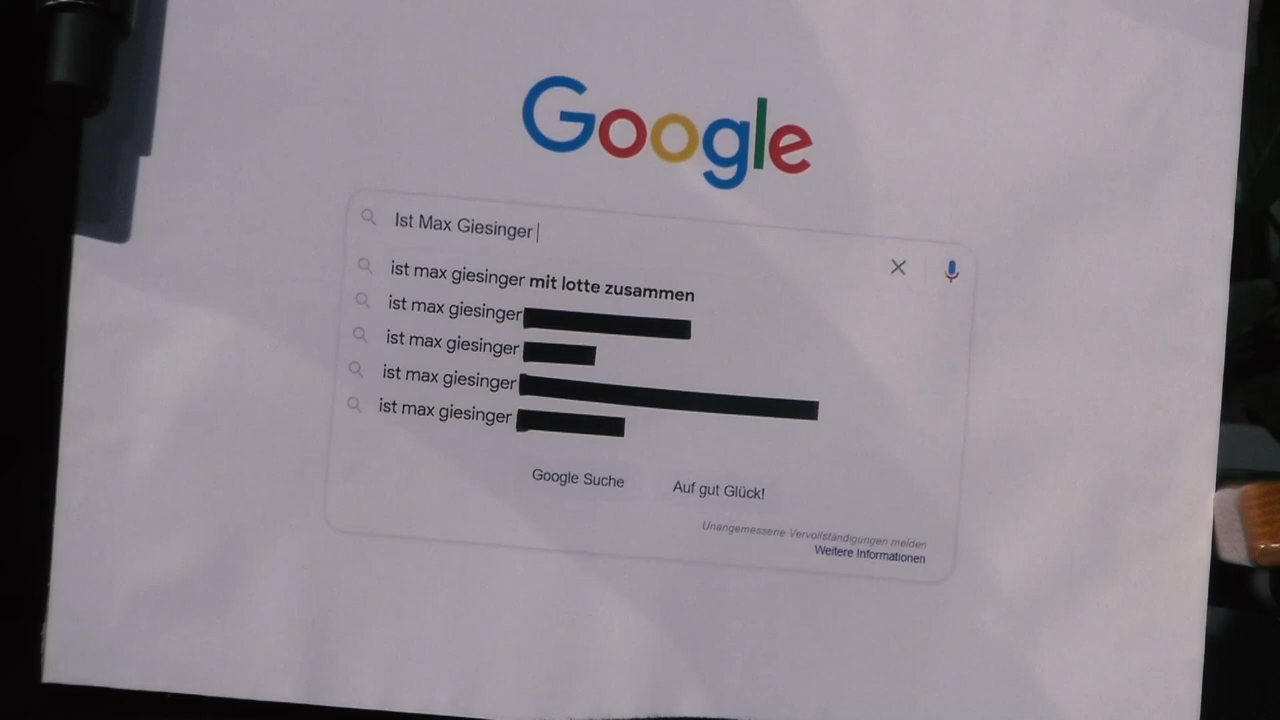 Google
Ist Max Giesinger
ist max giesinger mit lotte zusammen
ist max giesinger
ist max giesinger
ist max giesinger
ist max giesinger
Google Suche
Auf gut Glück!
Unangemessene Vervollständigungen melden
Weitere Informationen